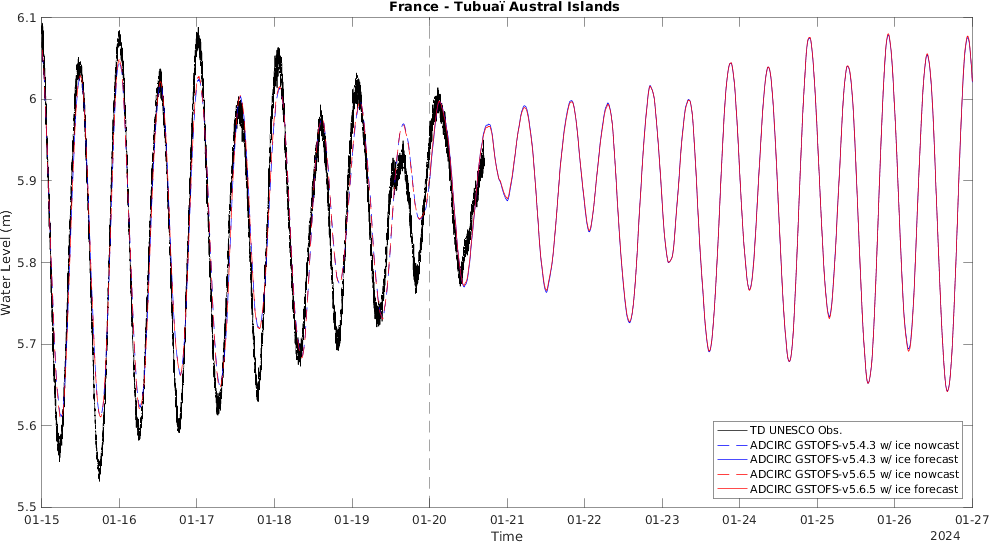 France - Tubuaï Austral Islands
6.1
6
5.9
5.8
5.7
5.6
5.5
Water Level (m)
TD UNESCO Obs.
ADCIRC GSTOFS-v5.4.3 w/ ice nowcast
ADCIRC GSTOFS-v5.4.3 w/ ice forecast
ADCIRC GSTOFS-v5.6.5 w/ ice nowcast
ADCIRC GSTOFS-v5.6.5 w/ ice forecast
01-15 01-16 01-17 01-18 01-19 01-20 01-21 01-22 01-23 01-24 01-25 01-26 01-27
Time 2024